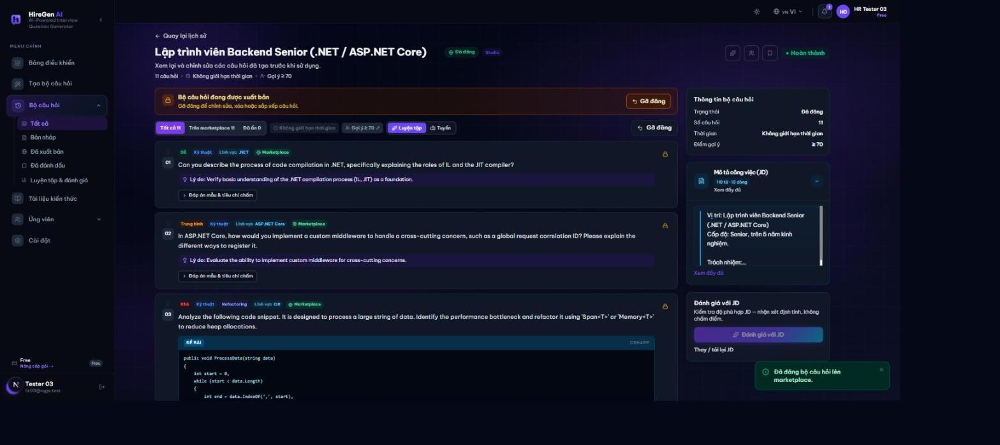 HireGen AI
AI-Powered Interview
Question Generator
MENU CHÍNH
Bảng điều khiển
Tạo bộ câu hỏi
Bộ câu hỏi
Tất cả
Bản nháp
Đã xuất bản
Đã đánh dấu
Luyện tập & đánh giá
Tài liệu kiến thức
Ứng viên
Cài đặt
Free
Nâng cấp gói →
Free
N
Tester 03
hr03@iqgs.test
VN VI
1
H0
HR Tester 03
Free
← Quay lại lịch sử
Lập trình viên Backend Senior (.NET / ASP.NET Core)
Đã đăng
Studio
Hoàn thành
Xem lại và chỉnh sửa các câu hỏi đã tạo trước khi sử dụng.
11 câu hỏi • Không giới hạn thời gian • Gợi ý ≥ 70
Bộ câu hỏi đang được xuất bản
Gỡ đăng để chỉnh sửa, xóa hoặc sắp xếp câu hỏi.
Gỡ đăng
Tất cả 11 Trên marketplace 11 Đã ẩn 0
Không giới hạn thời gian
Gợi ý ≥ 70
Luyện tập
Tuyển
Gỡ đăng
01
Dễ Kỹ thuật Lĩnh vực .NET Marketplace
Can you describe the process of code compilation in .NET, specifically explaining the roles of IL and the JIT compiler?
Lý do: Verify basic understanding of the .NET compilation process (IL, JIT) as a foundation.
Đáp án mẫu & tiêu chí chấm
02
Trung bình Kỹ thuật Lĩnh vực ASP.NET Core Marketplace
In ASP.NET Core, how would you implement a custom middleware to handle a cross-cutting concern, such as a global request correlation ID? Please explain the
different ways to register it.
Lý do: Evaluate the ability to implement custom middleware for cross-cutting concerns.
Đáp án mẫu & tiêu chí chấm
03
Khó Kỹ thuật Refactoring Lĩnh vực C# Marketplace
Analyze the following code snippet. It is designed to process a large string of data. Identify the performance bottleneck and refactor it using `Span<T>` or `Memory<T>`
to reduce heap allocations.
ĐỀ BÀI
CSHARP
public void ProcessData(string data)
{
int start = 0,
while (start < data.Length)
{
int end = data.IndexOf(',', start),
Thông tin bộ câu hỏi
Trạng thái Đã đăng
Số câu hỏi 11
Thời gian Không giới hạn thời gian
Điểm gợi ý ≥ 70
Mô tả công việc (JD)
110 từ · 13 dòng
Xem đầy đủ
Vị trí: Lập trình viên Backend Senior
(.NET / ASP.NET Core)
Cấp độ: Senior, trên 5 năm kinh
nghiệm.
Trách nhiệm:...
Xem đầy đủ
Đánh giá với JD
Kiểm tra độ phù hợp JD — nhận xét định tính, không
chấm điểm.
Đánh giá với JD
Thay / tải lại JD
Đã đăng bộ câu hỏi lên
marketplace.